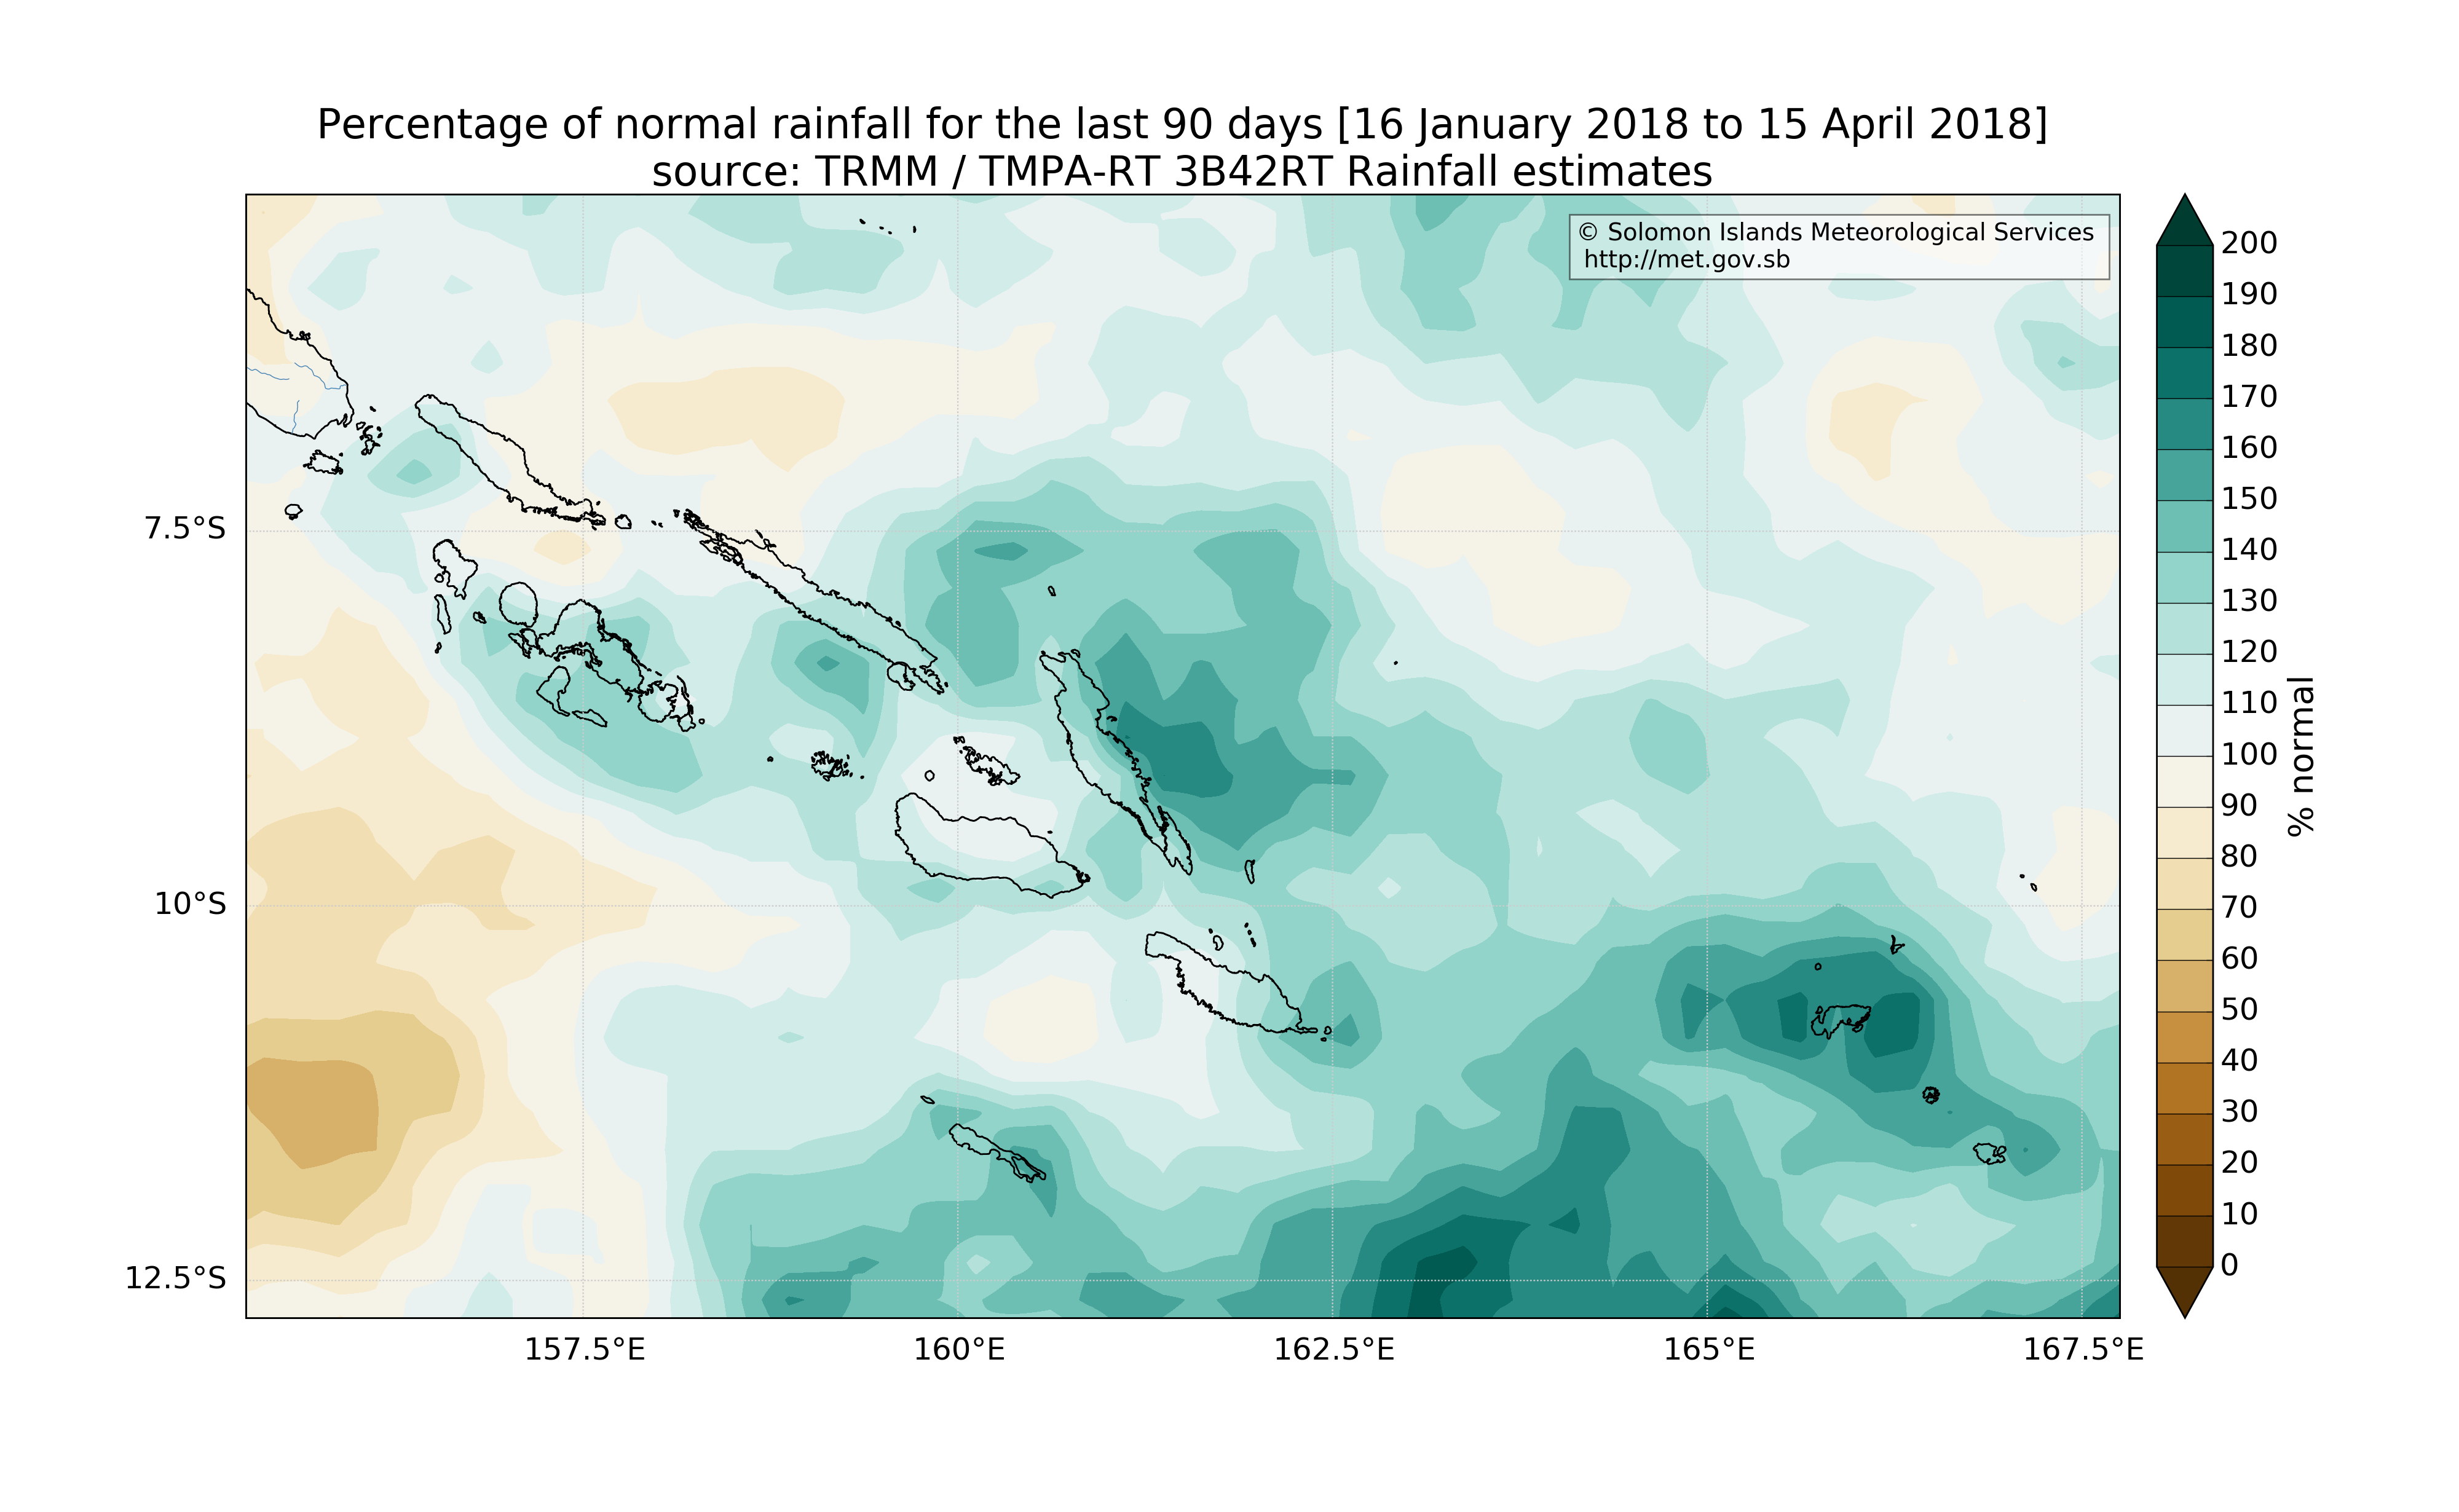 Percentage of normal rainfall for the last 90 days [16 January 2018 to 15 April 2018]
source: TRMM / TMPA-RT 3B42RT Rainfall estimates
© Solomon Islands Meteorological Services
http://met.gov.sb
7.5°S
10°S
12.5°S
157.5°E
160°E
162.5°E
165°E
167.5°E
200
190
180
170
160
150
140
130
120
110
100
90
80
70
60
50
40
30
20
10
0
% normal